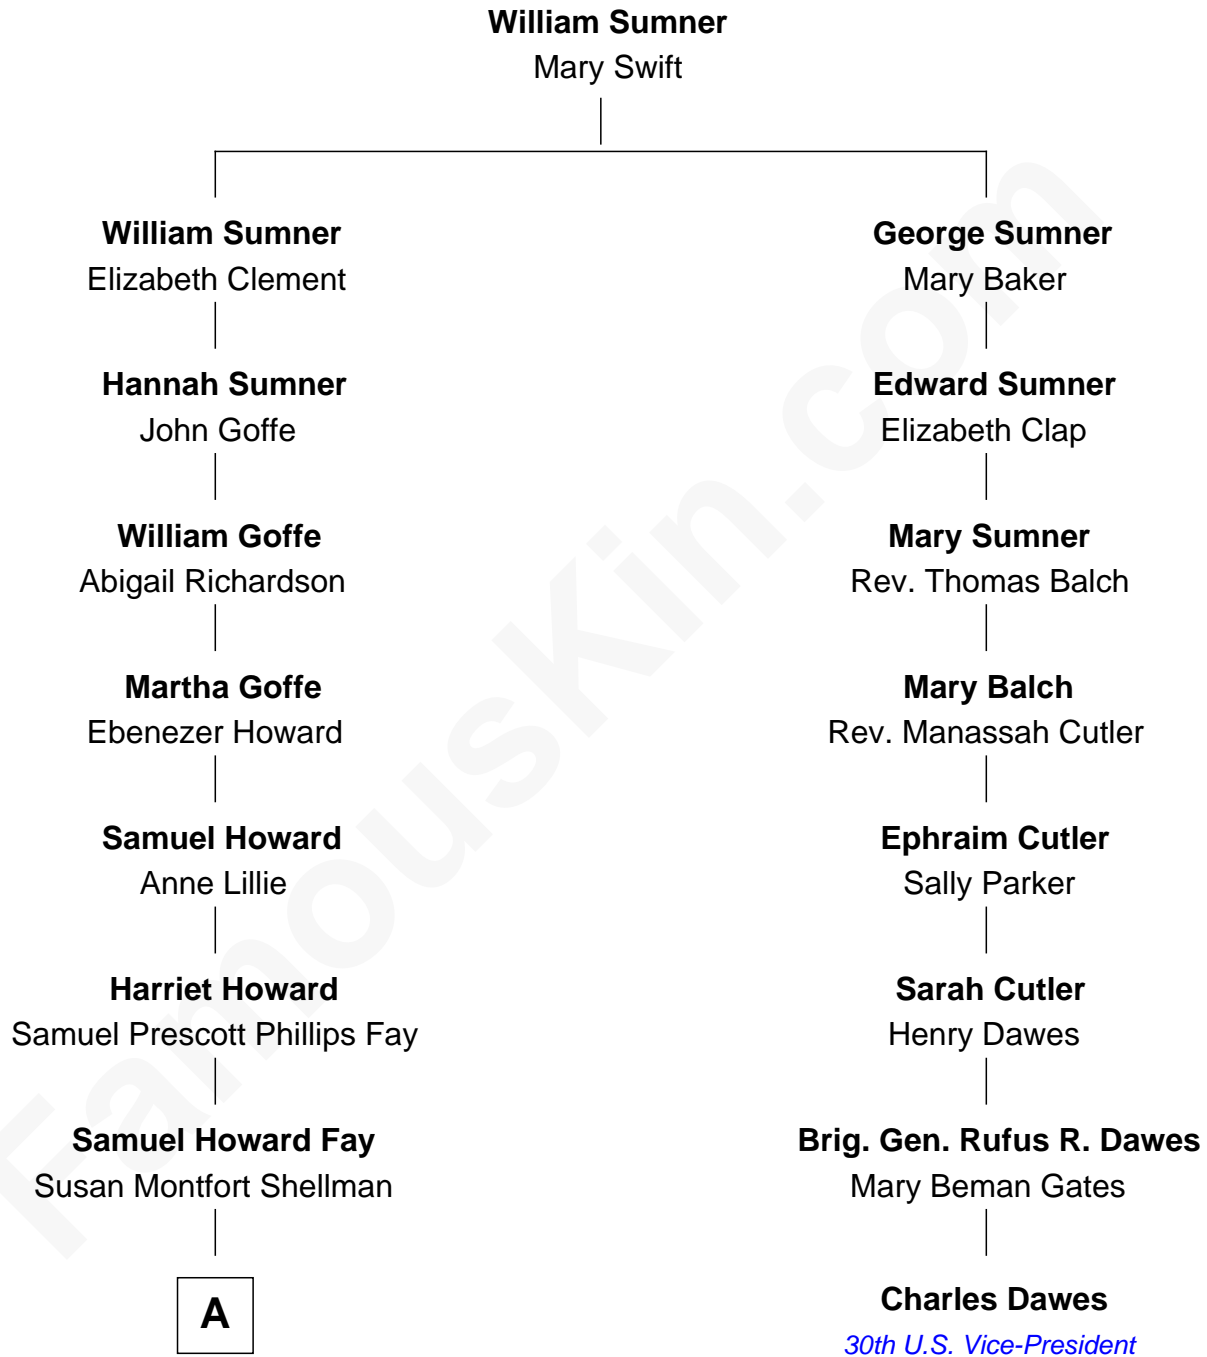 William Sumner
Mary Swift
William Sumner
Elizabeth Clement
Hannah Sumner
John Goffe
William Goffe
Abigail Richardson
Martha Goffe
Ebenezer Howard
Samuel Howard
Anne Lillie
Harriet Howard
Samuel Prescott Phillips Fay
Samuel Howard Fay
Susan Montfort Shellman
A
George Sumner
Mary Baker
Edward Sumner
Elizabeth Clap
Mary Sumner
Rev. Thomas Balch
Mary Balch
Rev. Manassah Cutler
Ephraim Cutler
Sally Parker
Sarah Cutler
Henry Dawes
Brig. Gen. Rufus R. Dawes
Mary Beman Gates
Charles Dawes
30th U.S. Vice-President
FamousKin.com